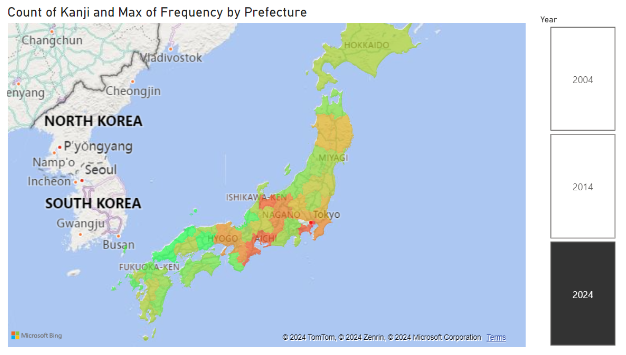 Count of Kanji and Max of Frequency by Prefecture
Year
2004
2014
2024
HOKKAIDO
Changchun
Vladivostok
enyang
Cheongjin
NORTH KOREA
P'yŏngyang
Namp'o
Seoul
Incheon
SOUTH KOREA
Gwangju
Busan
MIYAGI
ISHIKAWA-KEN
NAGANO
Tokyo
HYOGO
AICHI
FUKUOKA-KEN
Microsoft Bing
© 2024 TomTom, © 2024 Zenrin, © 2024 Microsoft Corporation Terms